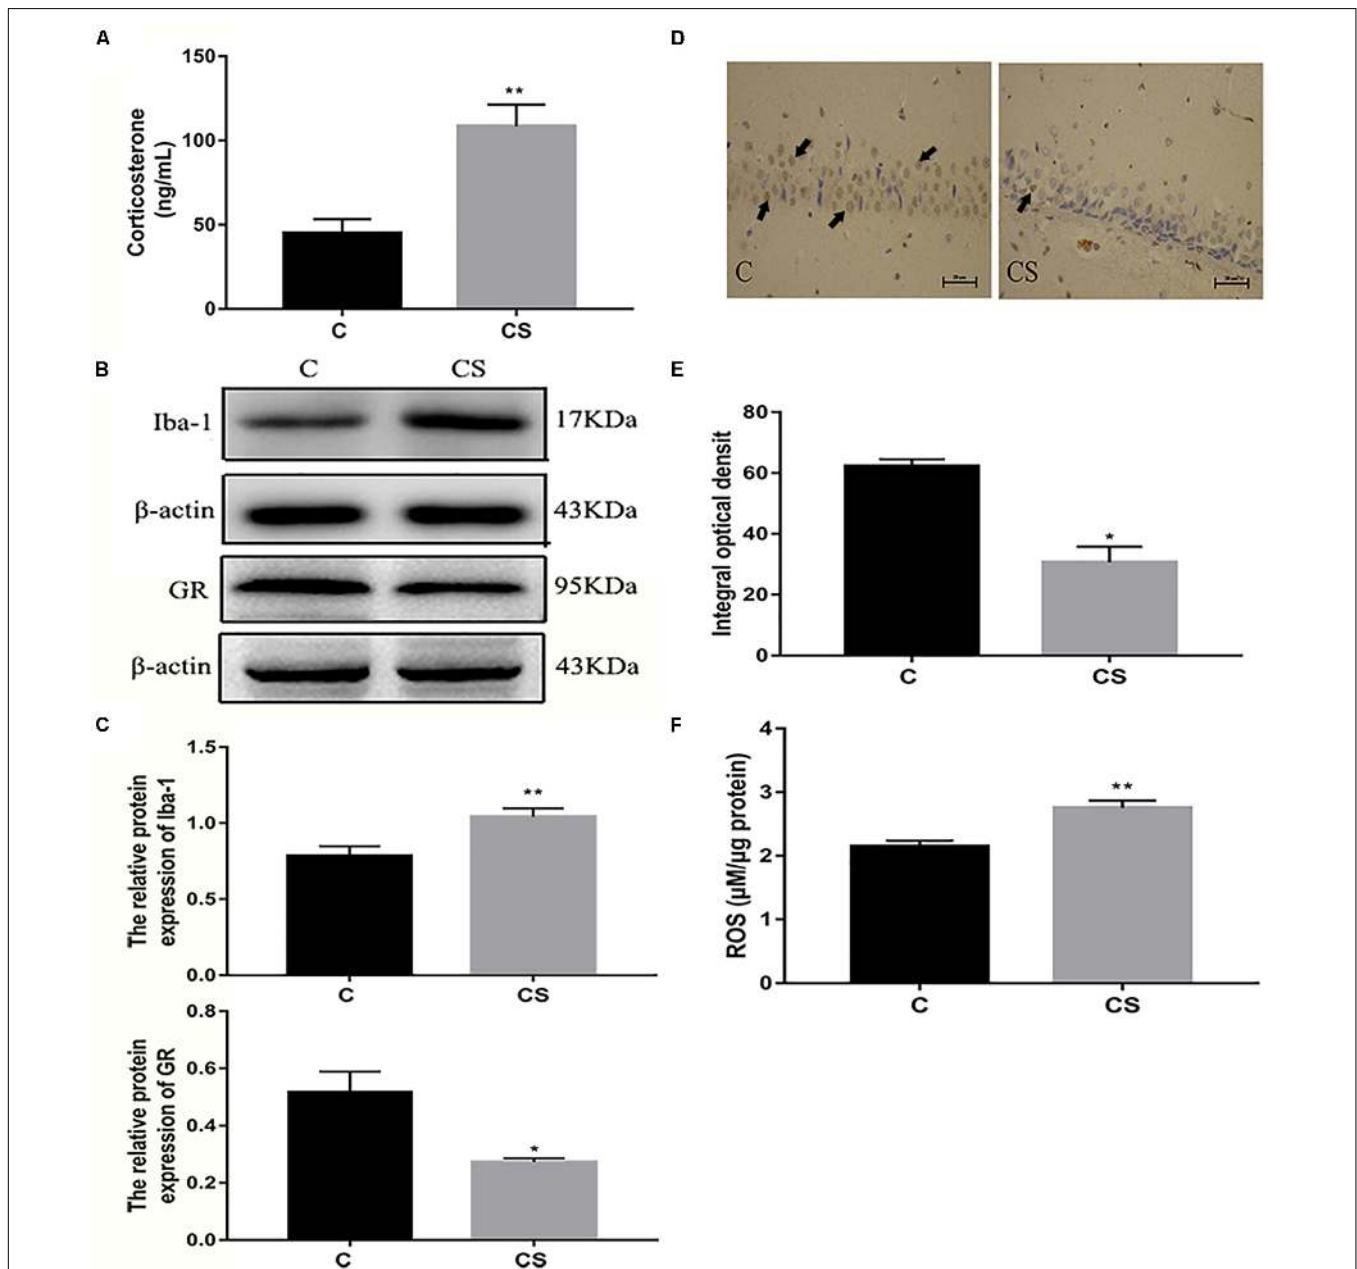 A
150
100
50
0
Corticosterone
(ng/mL)
**
C
CS
B
C
CS
Iba-1
17KDa
β-actin
43KDa
GR
95KDa
β-actin
43KDa
C
1.5
1.0
0.5
0.0
The relative protein
expression of Iba-1
**
C
CS
0.8
0.6
0.4
0.2
0.0
The relative protein
expression of GR
*
C
CS
D
C
CS
E
80
60
40
20
0
Integral optical densit
*
C
CS
F
4
3
2
1
0
ROS (μM/μg protein)
**
C
CS